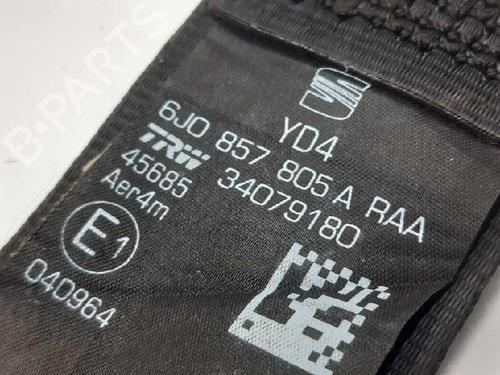 YD4
6J0 857 805 A RAA
TRW 34079180
45685
Aer4m
E1
040964
B-PARTS